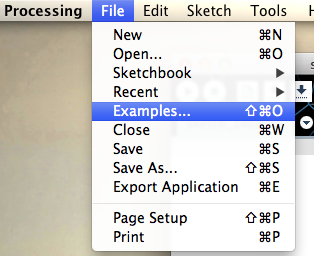 Processing File Edit Sketch Tools
New ⌘N
Open... ⌘O
Sketchbook
Recent
Examples... ⇧⌘O
Close ⌘W
Save ⌘S
Save As... ⇧⌘S
Export Application ⌘E
Page Setup ⇧⌘P
Print ⌘P